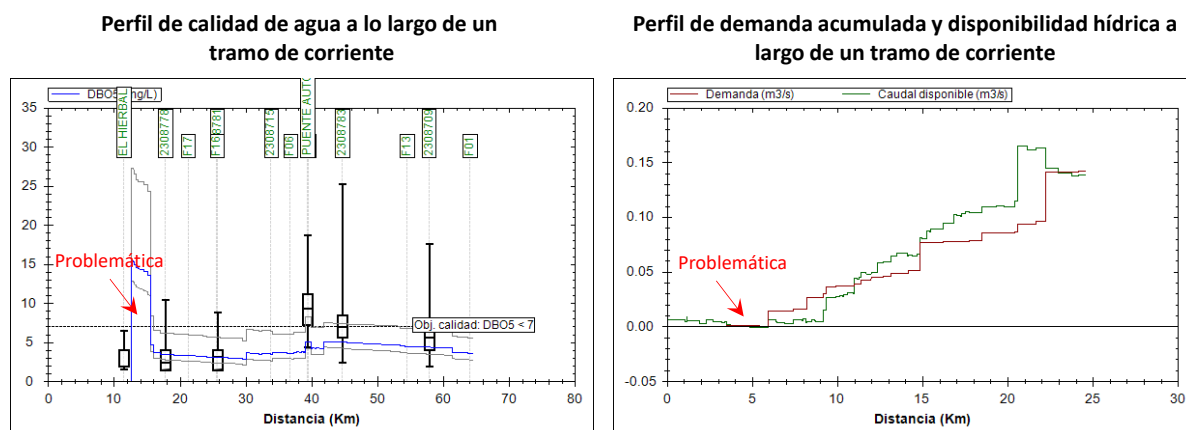 Perfil de calidad de agua a lo largo de un
tramo de corriente
DBO5 (mg/L)
35
30
25
20
15
10
5
0
EL HIERBAL
2308778
F17
2308715
F06
2308783
F13
2308709
F01
Problemática
Obj. calidad: DBO5 < 7
0 10 20 30 40 50 60 70 80
Distancia (Km)
Perfil de demanda acumulada y disponibilidad hídrica a
largo de un tramo de corriente
Demanda (m3/s) Caudal disponible (m3/s)
0.20
0.15
0.10
0.05
0.00
-0.05
Problemática
0 5 10 15 20 25 30
Distancia (Km)